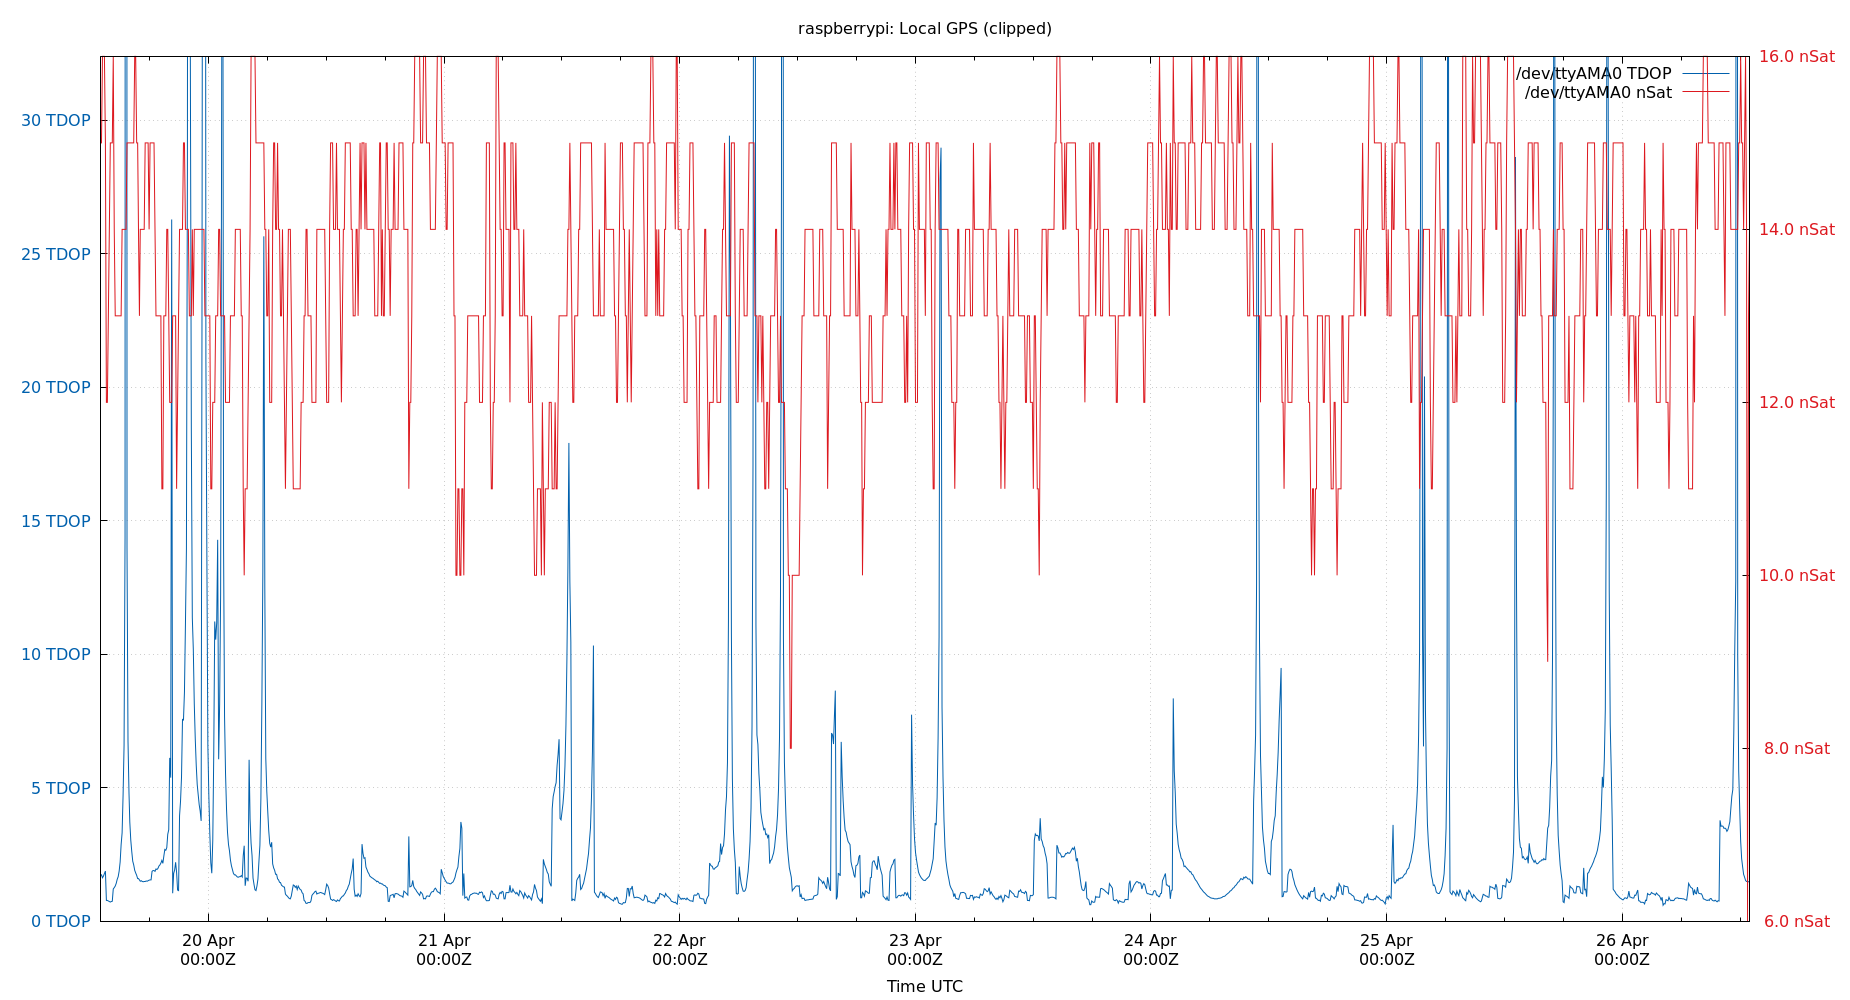 raspberrypi: Local GPS (clipped)
16.0 nSat
/dev/ttyAMA0 TDOP
/dev/ttyAMA0 nSat
30 TDOP
14.0 nSat
25 TDOP
20 TDOP
12.0 nSat
15 TDOP
10.0 nSat
10 TDOP
8.0 nSat
5 TDOP
0 TDOP
6.0 nSat
20 Apr
00:00Z
21 Apr
00:00Z
22 Apr
00:00Z
23 Apr
00:00Z
24 Apr
00:00Z
25 Apr
00:00Z
26 Apr
00:00Z
Time UTC